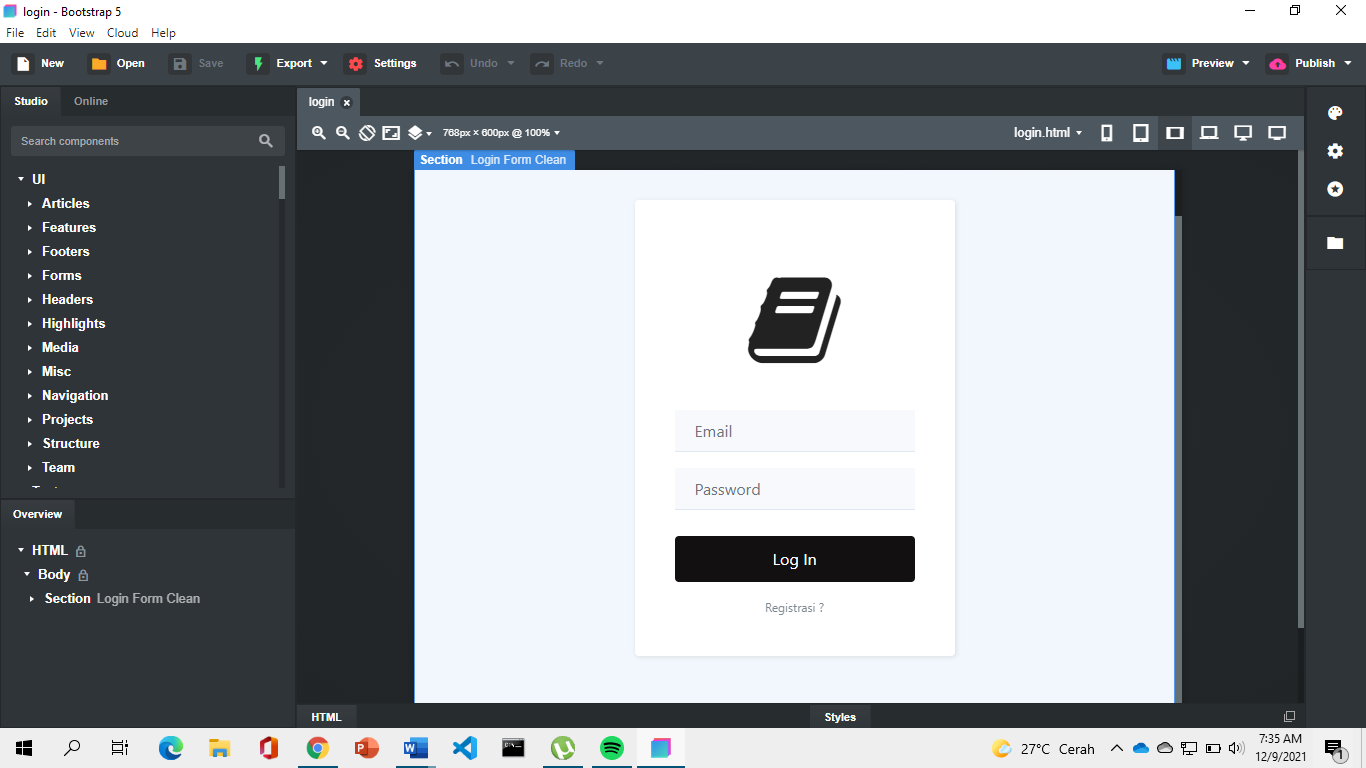 login - Bootstrap 5
File Edit View Cloud Help
New Open Save Export Settings Undo Redo Preview Publish
Studio Online
login
Search components
768px × 600px @ 100%
login.html
Section Login Form Clean
UI
Articles
Features
Footers
Forms
Headers
Highlights
Media
Misc
Navigation
Projects
Structure
Team
Email
Password
Log In
Registrasi ?
Overview
HTML
Body
Section Login Form Clean
HTML
Styles
27°C Cerah
7:35 AM
12/9/2021
1